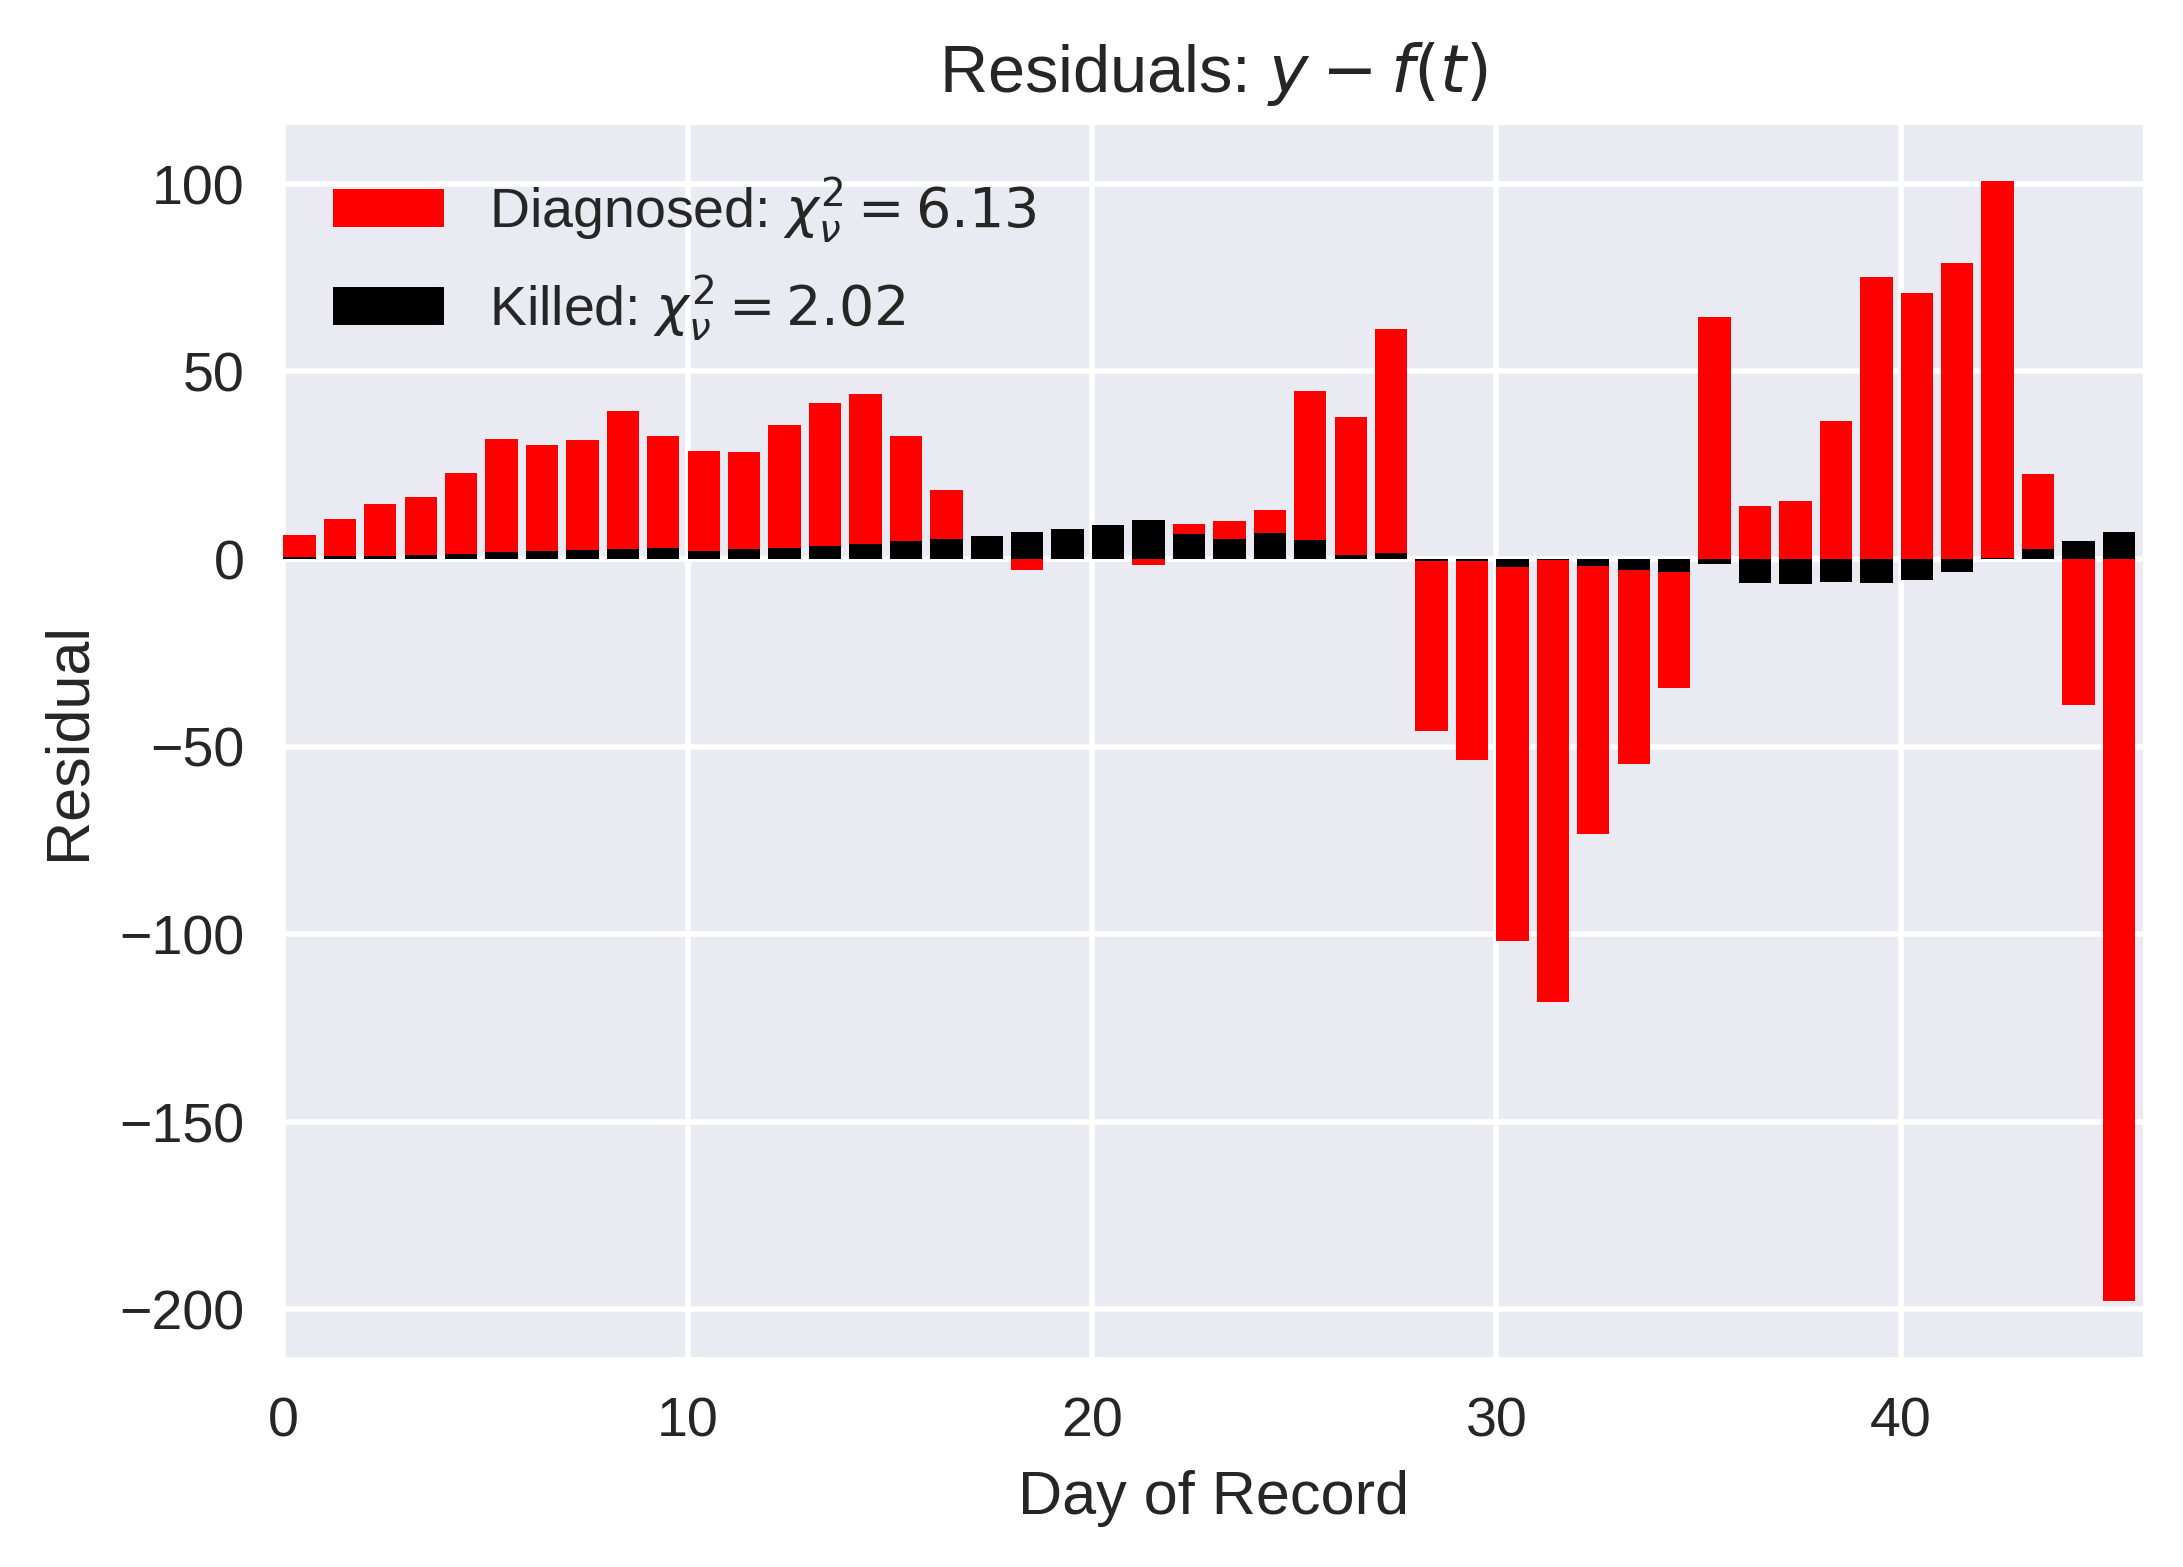 Residuals: y − f(t)
Diagnosed: χ²ᵥ = 6.13
Killed: χ²ᵥ = 2.02
100
50
0
−50
−100
−150
−200
Residual
0 10 20 30 40
Day of Record